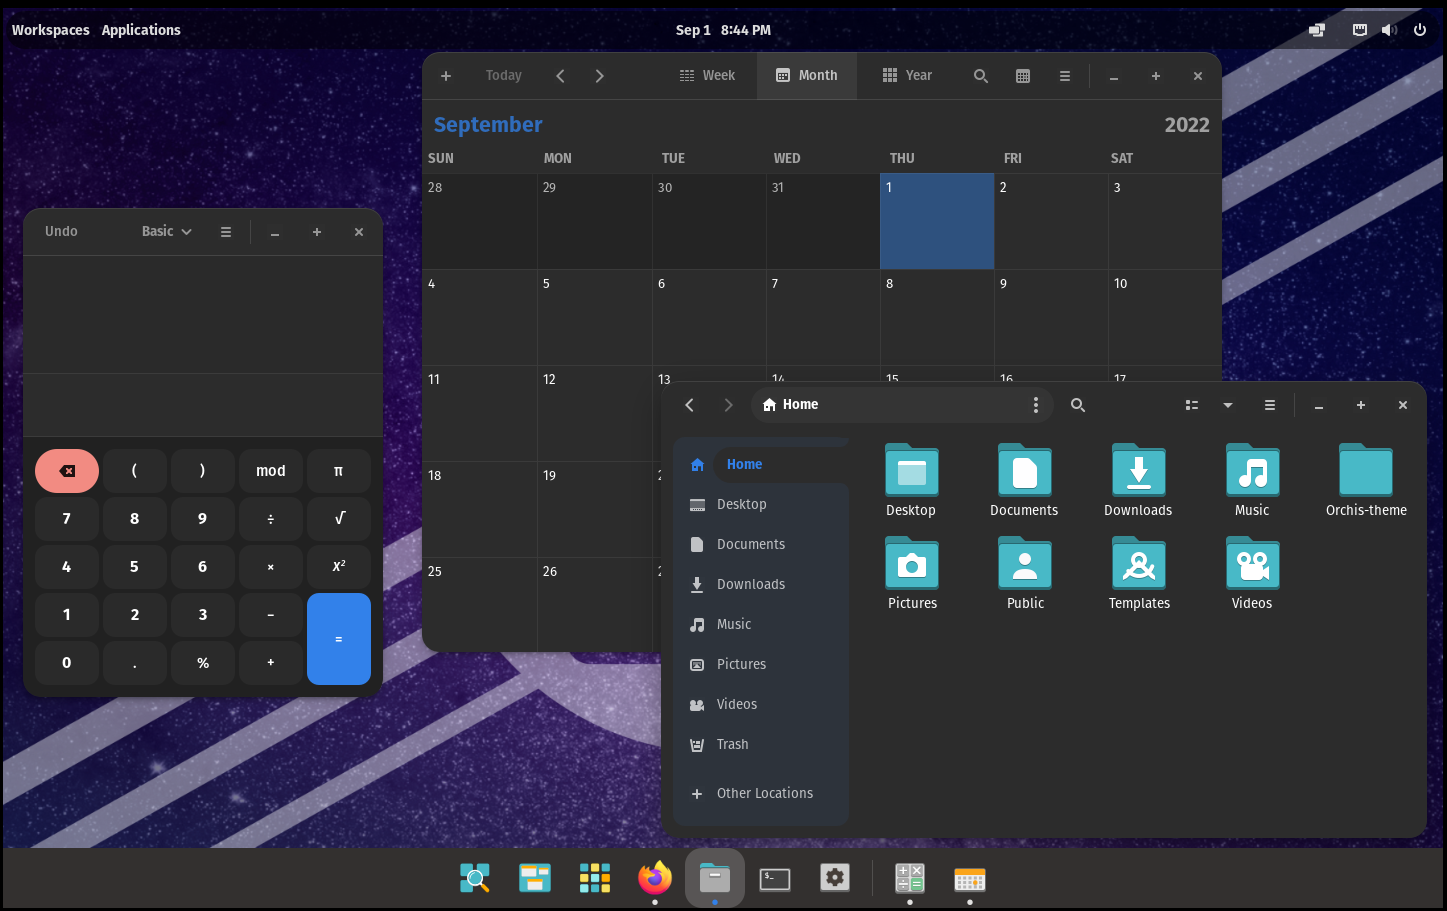 Workspaces Applications
Sep 1 8:44 PM
Today
Week
Month
Year
September
2022
SUN MON TUE WED THU FRI SAT
28 29 30 31 1 2 3
4 5 6 7 8 9 10
11 12 13 14 15 16 17
18 19
25 26
Undo
Basic
( ) mod π
7 8 9 ÷ √
4 5 6 × x²
1 2 3 −
0 . % +
=
Home
Home
Desktop
Documents
Downloads
Music
Pictures
Videos
Trash
Other Locations
Desktop Documents Downloads Music Orchis-theme
Pictures Public Templates Videos
$_